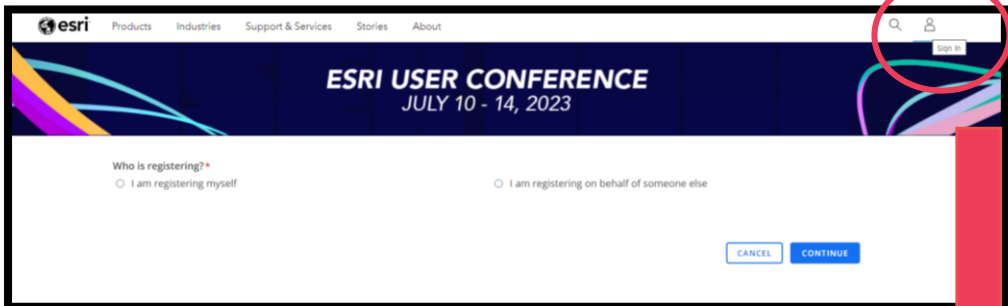 esri Products Industries Support & Services Stories About
Sign In
ESRI USER CONFERENCE
JULY 10 - 14, 2023
Who is registering?*
I am registering myself I am registering on behalf of someone else
CANCEL CONTINUE